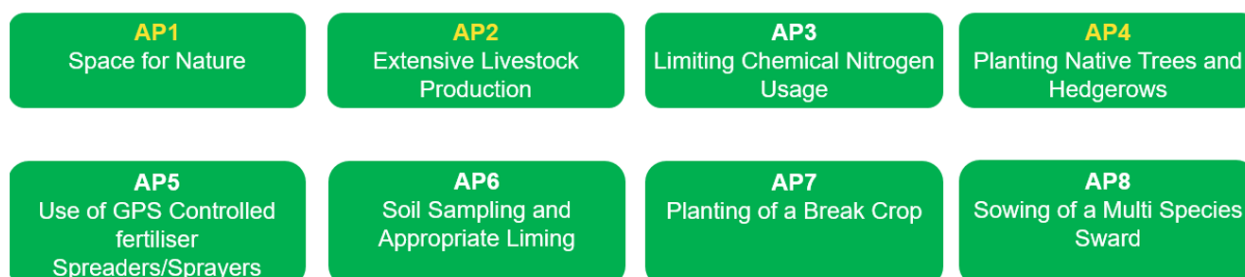 AP1
Space for Nature
AP2
Extensive Livestock
Production
AP3
Limiting Chemical Nitrogen
Usage
AP4
Planting Native Trees and
Hedgerows
AP5
Use of GPS Controlled
fertiliser
Spreaders/Sprayers
AP6
Soil Sampling and
Appropriate Liming
AP7
Planting of a Break Crop
AP8
Sowing of a Multi Species
Sward